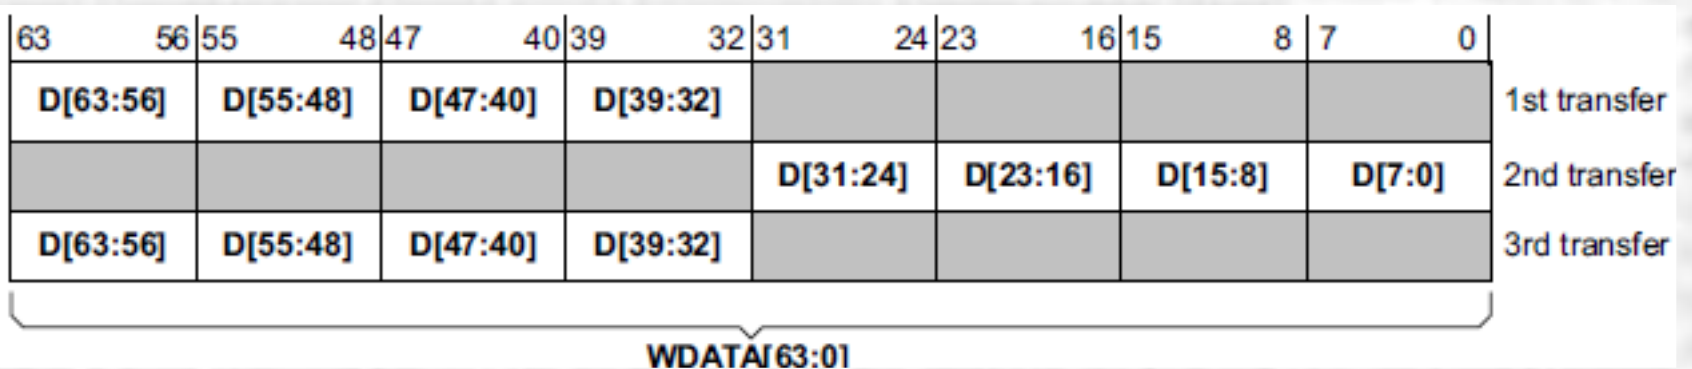 63 56 55 48 47 40 39 32 31 24 23 16 15 8 7 0
D[63:56] D[55:48] D[47:40] D[39:32] 1st transfer
D[31:24] D[23:16] D[15:8] D[7:0] 2nd transfer
D[63:56] D[55:48] D[47:40] D[39:32] 3rd transfer
WDATA[63:0]